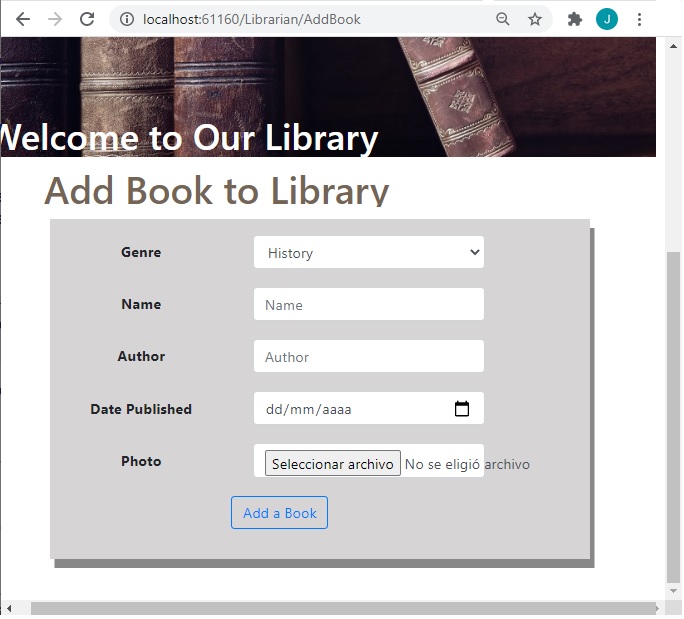 localhost:61160/Librarian/AddBook
J
Welcome to Our Library
Add Book to Library
Genre
History
Name
Name
Author
Author
Date Published
dd/mm/aaaa
Photo
Seleccionar archivo No se eligió archivo
Add a Book